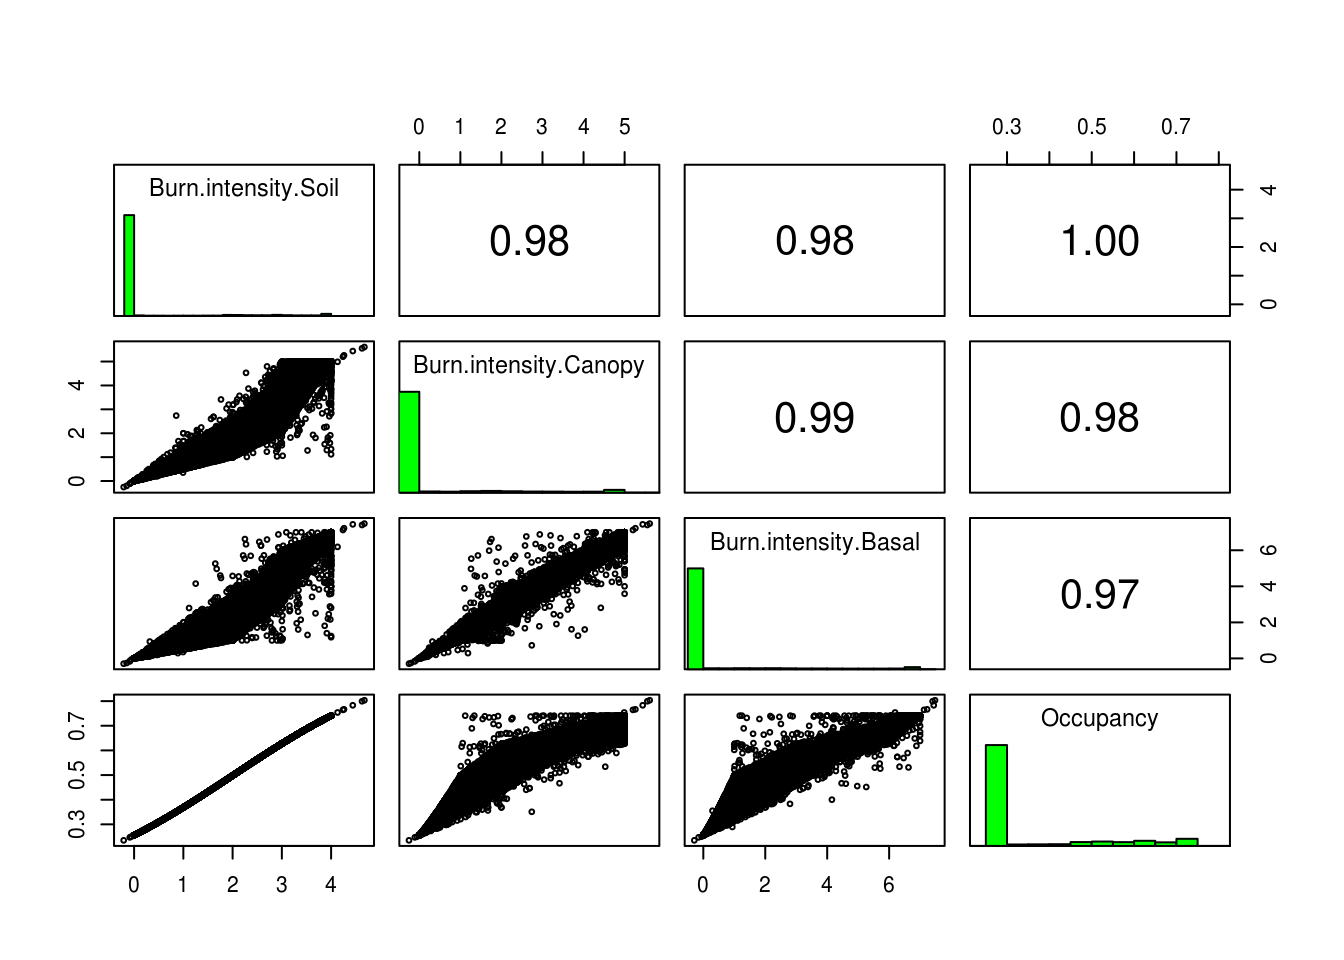 0 1 2 3 4 5
0.3 0.5 0.7
Burn.intensity.Soil
0.98
0.98
1.00
4
2
0
4
2
0
Burn.intensity.Canopy
0.99
0.98
Burn.intensity.Basal
0.97
6
4
2
0
0.7
0.5
0.3
Occupancy
0 1 2 3 4
0 2 4 6